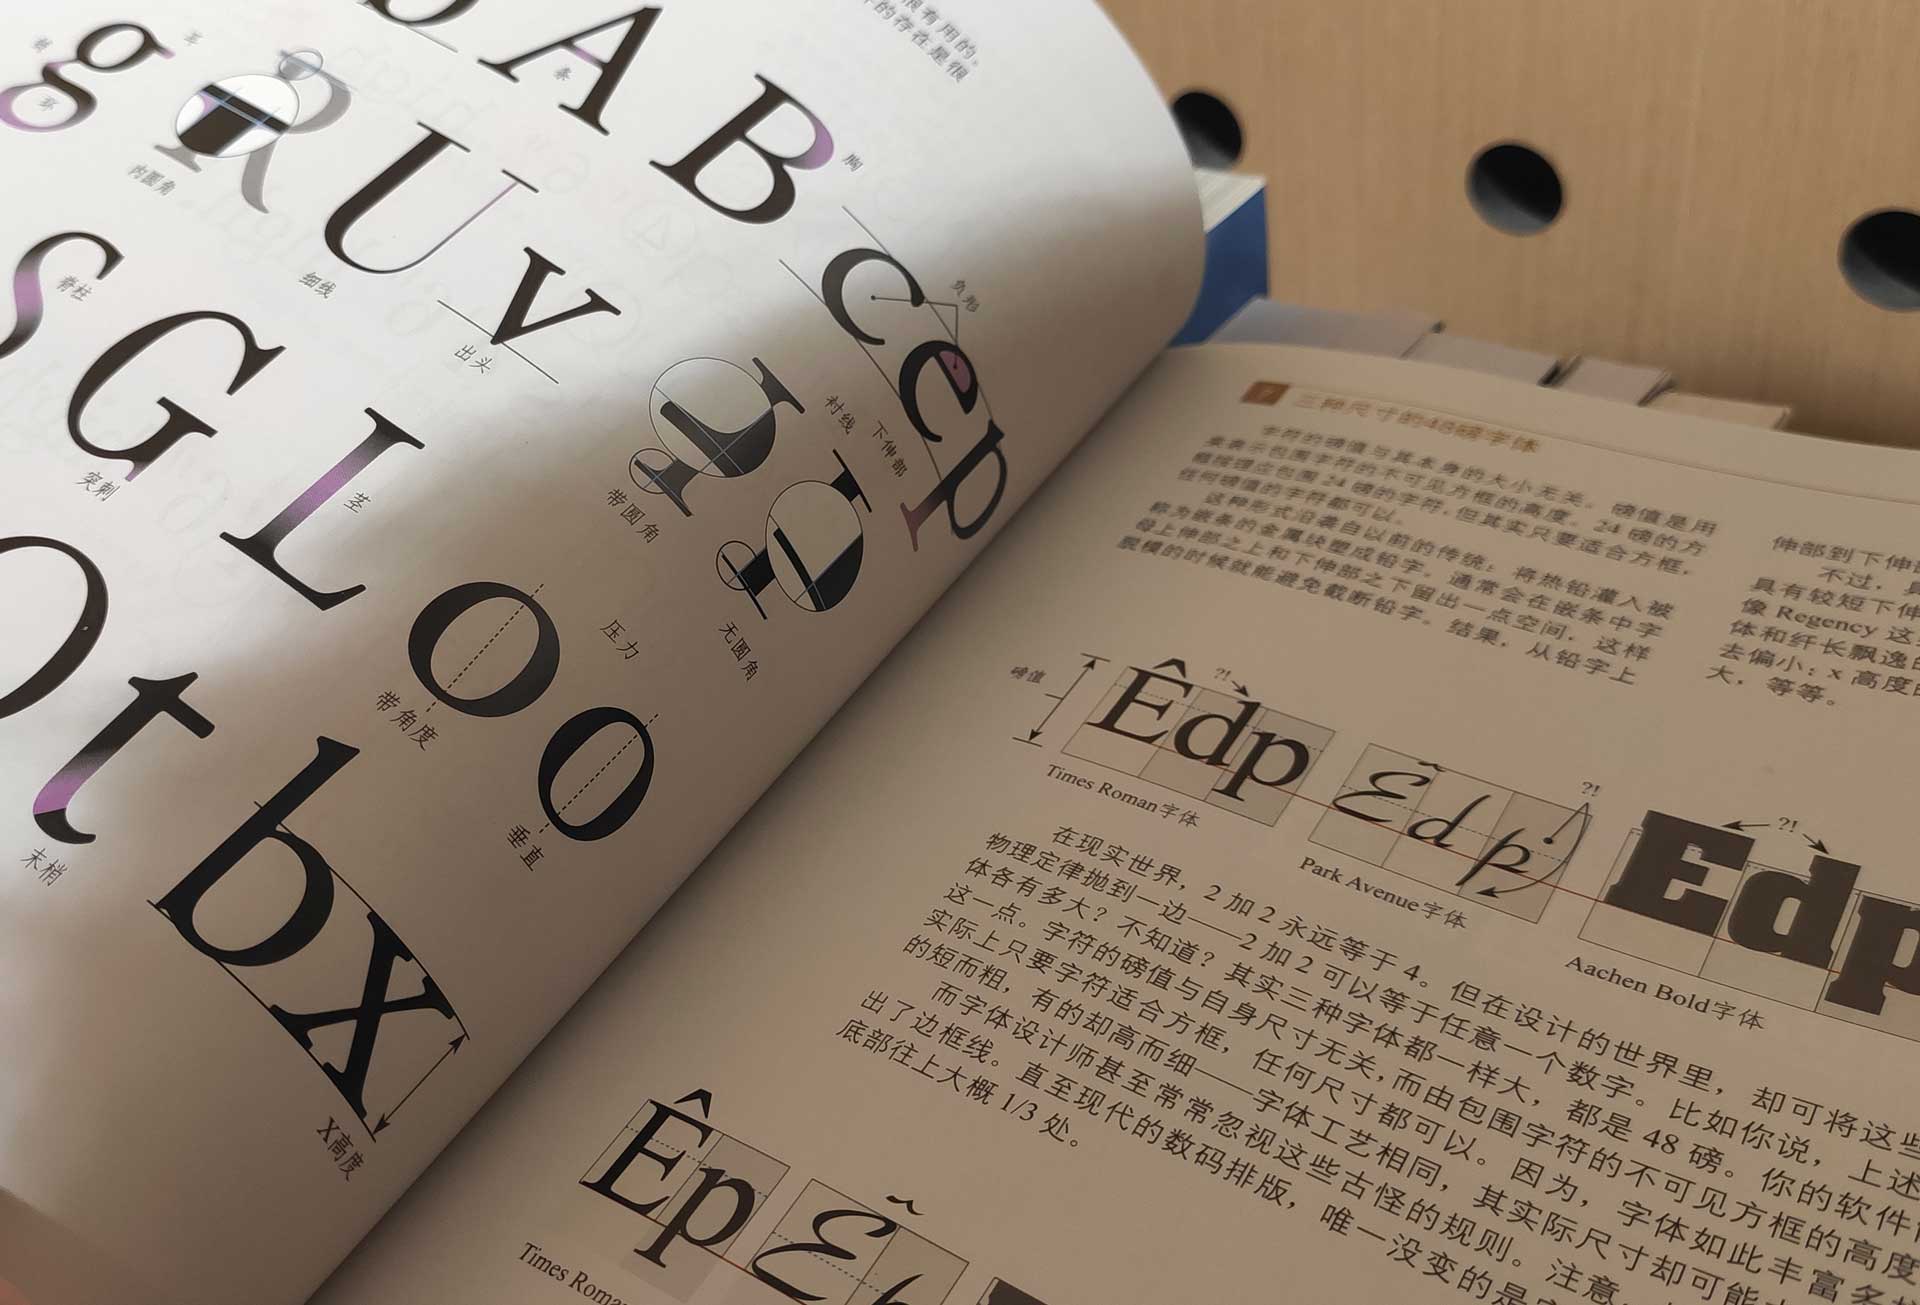 很有用的,
的存在是很
A
B
胸
g
环
R
内圆角
U
细线
v
出头
c
e
p
负形
衬线
下伸部
S
脊柱
G
突刺
L
茎
带圆角
无圆角
o
带角度
o
垂直
压力
t
末梢
bx
X高度
7 三种尺寸的48磅字体
字符的磅值与其本身的大小无关。磅值是用
来表示包围字符的不可见方框的高度。24 磅的方
框按理应包围 24 磅的字符,但其实只要适合方框,
任何磅值的字符都可以。
这种形式沿袭自以前的传统:将热铅灌入被
称为嵌条的金属块塑成铅字。通常会在嵌条中字
母上伸部之上和下伸部之下留出一点空间,这样
脱模的时候就能避免截断铅字。结果,从铅字上
伸部到下伸部
不过,
具有较短下伸
像 Regency 这
体和纤长飘逸的
去偏小;x 高度的
大,等等。
磅值
Êdp
?!
Times Roman字体
Êdp
?!
Park Avenue字体
Edp
?!
Aachen Bold字体
在现实世界,2 加 2 永远等于 4。但在设计的世界里,却可将这些
物理定律抛到一边——2 加 2 可以等于任意一个数字。比如你说,上述
体各有多大?不知道?其实三种字体都一样大,都是 48 磅。你的软件
这一点。字符的磅值与自身尺寸无关,而由包围字符的不可见方框的高度
实际上只要字符适合方框,任何尺寸都可以。因为,字体如此丰富多
的短而粗,有的却高而细——字体工艺相同,其实际尺寸却可能
而字体设计师甚至常常忽视这些古怪的规则。注意
出了边框线。直至现代的数码排版,唯一没变的是
底部往上大概 1/3 处。
Êp
Times Roma